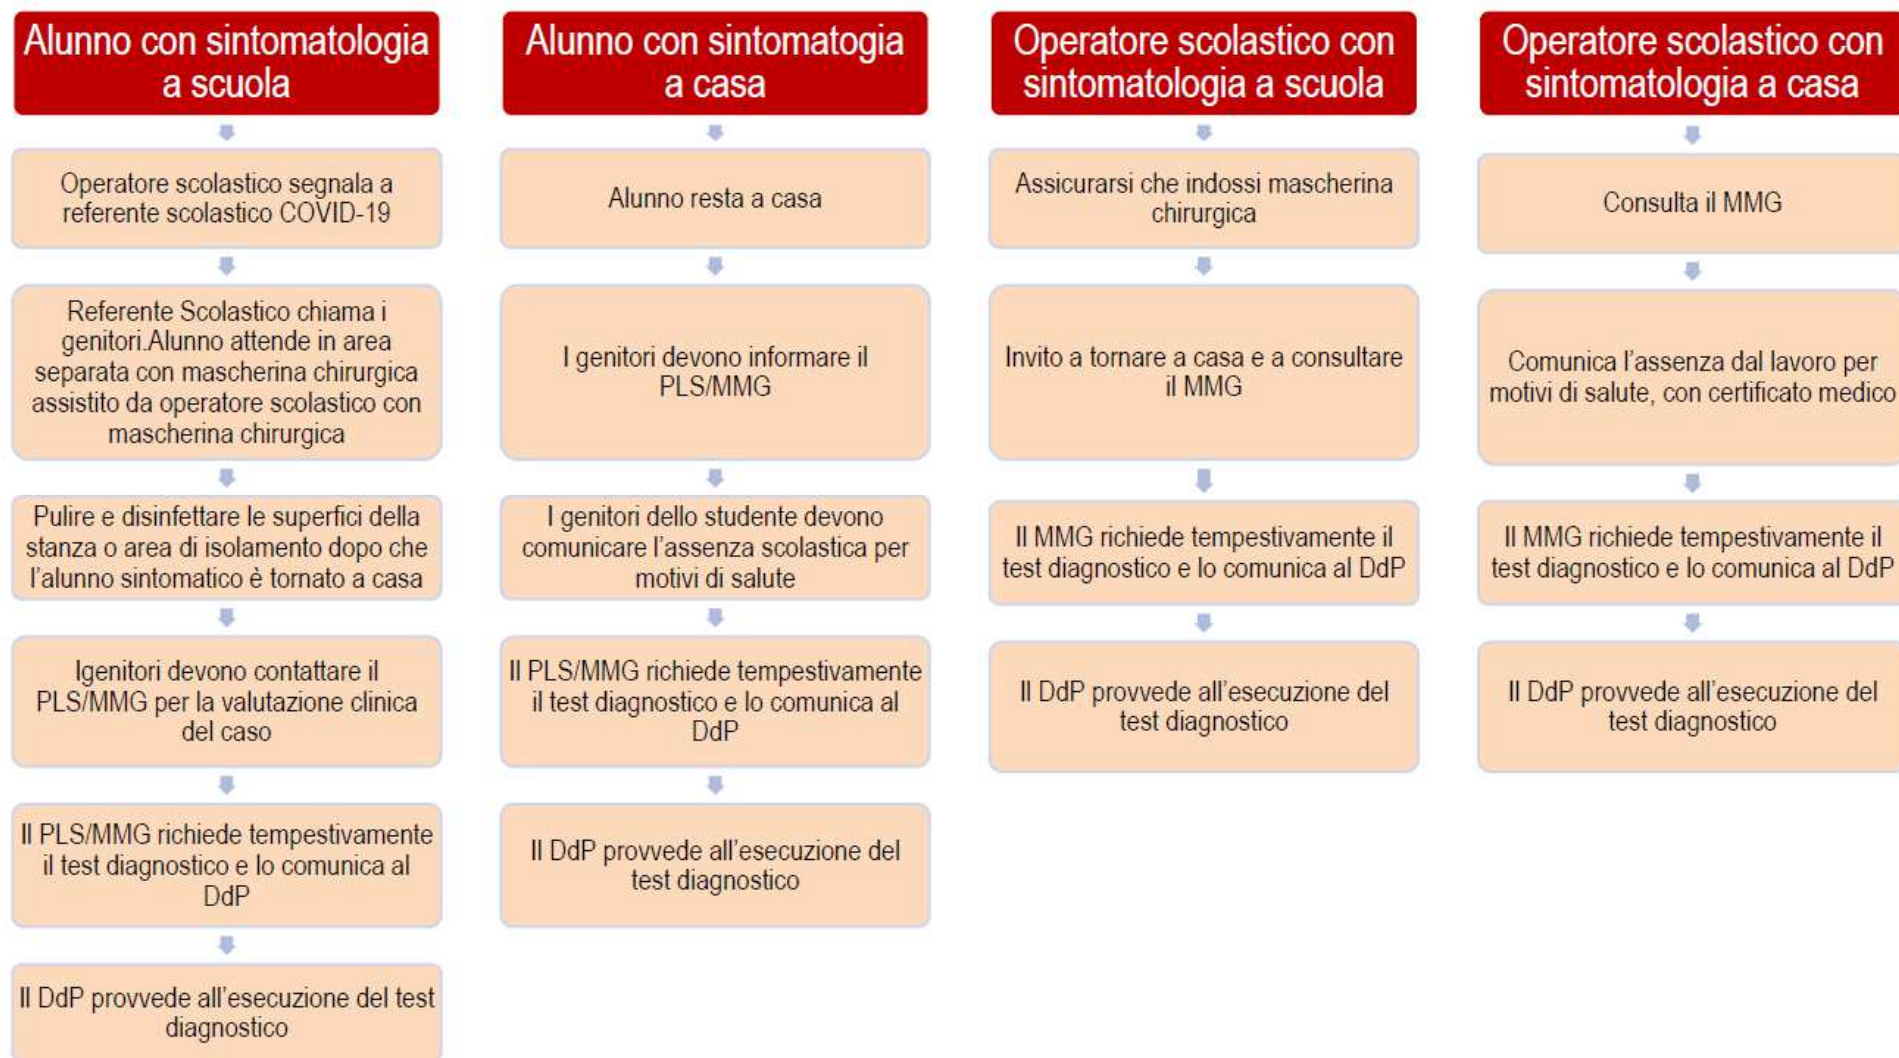 Alunno con sintomatologia
a scuola
Operatore scolastico segnala a
referente scolastico COVID-19
Referente Scolastico chiama i
genitori.Alunno attende in area
separata con mascherina chirurgica
assistito da operatore scolastico con
mascherina chirurgica
Pulire e disinfettare le superfici della
stanza o area di isolamento dopo che
l'alunno sintomatico è tornato a casa
Igenitori devono contattare il
PLS/MMG per la valutazione clinica
del caso
Il PLS/MMG richiede tempestivamente
il test diagnostico e lo comunica al
DdP
Il DdP provvede all'esecuzione del test
diagnostico
Alunno con sintomatogia
a casa
Alunno resta a casa
I genitori devono informare il
PLS/MMG
I genitori dello studente devono
comunicare l'assenza scolastica per
motivi di salute
Il PLS/MMG richiede tempestivamente
il test diagnostico e lo comunica al
DdP
Il DdP provvede all'esecuzione del
test diagnostico
Operatore scolastico con
sintomatologia a scuola
Assicurarsi che indossi mascherina
chirurgica
Invito a tornare a casa e a consultare
il MMG
Il MMG richiede tempestivamente il
test diagnostico e lo comunica al DdP
Il DdP provvede all'esecuzione del
test diagnostico
Operatore scolastico con
sintomatologia a casa
Consulta il MMG
Comunica l'assenza dal lavoro per
motivi di salute, con certificato medico
Il MMG richiede tempestivamente il
test diagnostico e lo comunica al DdP
Il DdP provvede all'esecuzione del
test diagnostico